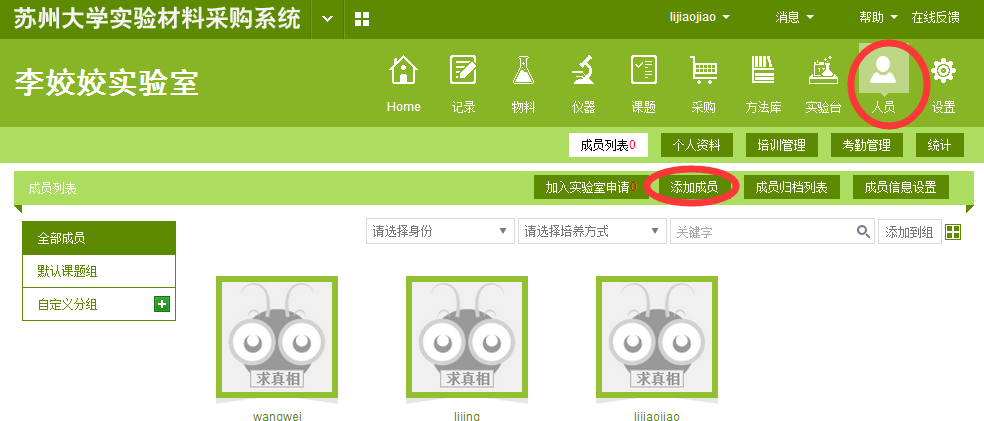 苏州大学实验材料采购系统
lijiaojiao 消息 帮助 在线反馈
李姣姣实验室
Home 记录 物料 仪器 课题 采购 方法库 实验台 人员 设置
成员列表0 个人资料 培训管理 考勤管理 统计
成员列表 加入实验室申请0 添加成员 成员归档列表 成员信息设置
请选择身份 请选择培养方式 关键字 添加到组
全部成员
默认课题组
自定义分组
求真相 求真相 求真相
wangwei lijing lijiaojiao